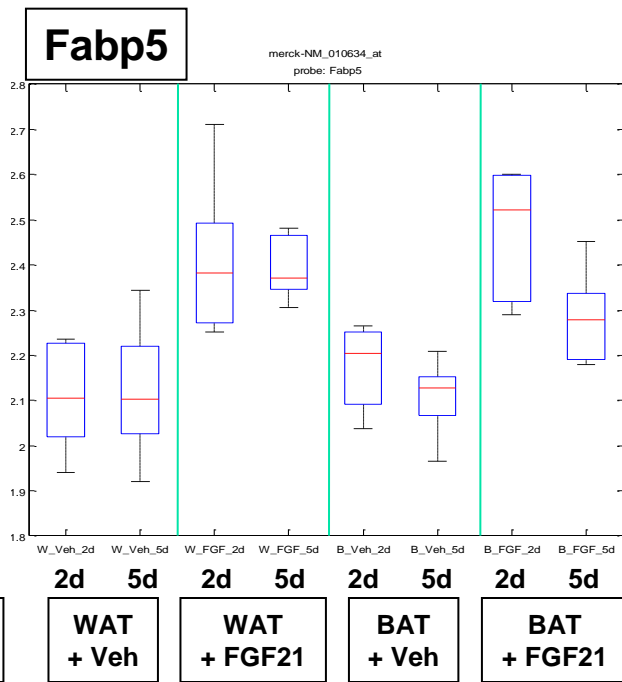 Fabp5
merck-NM_010634_at
probe: Fabp5
2.8
2.7
2.6
2.5
2.4
2.3
2.2
2.1
2
1.9
1.8
W_Veh_2d W_Veh_5d W_FGF_2d W_FGF_5d B_Veh_2d B_Veh_5d B_FGF_2d B_FGF_5d
2d 5d 2d 5d 2d 5d 2d 5d
WAT WAT BAT BAT
+ Veh + FGF21 + Veh + FGF21